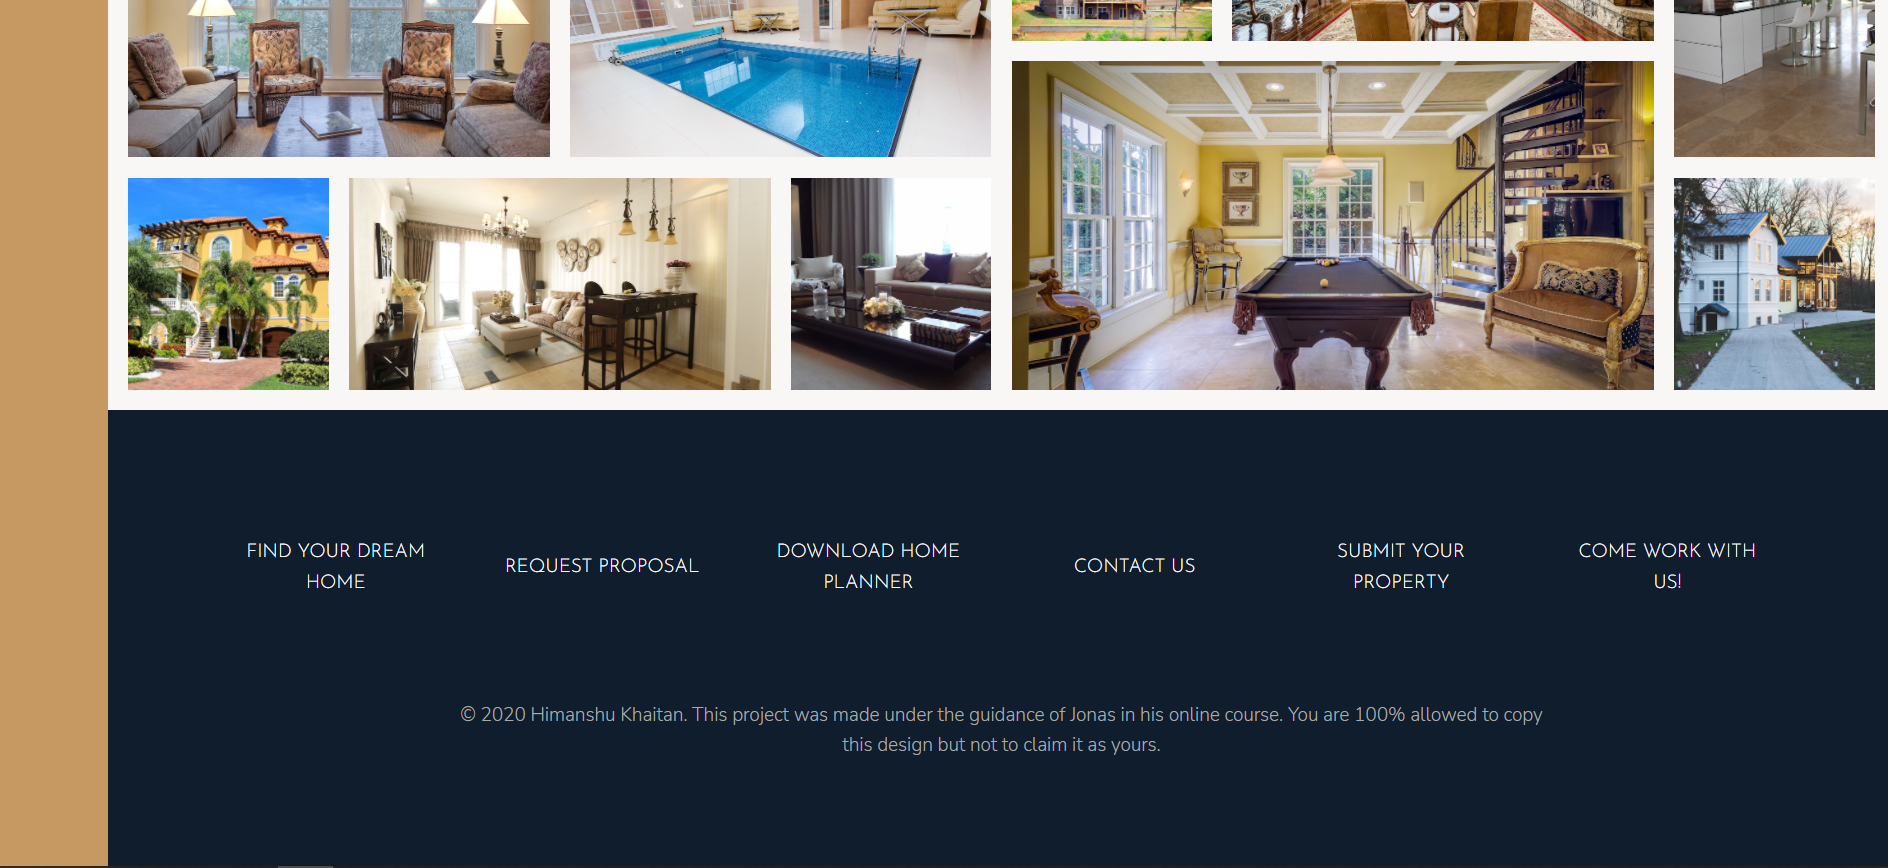 FIND YOUR DREAM
HOME
REQUEST PROPOSAL
DOWNLOAD HOME
PLANNER
CONTACT US
SUBMIT YOUR
PROPERTY
COME WORK WITH
US!
© 2020 Himanshu Khaitan. This project was made under the guidance of Jonas in his online course. You are 100% allowed to copy
this design but not to claim it as yours.